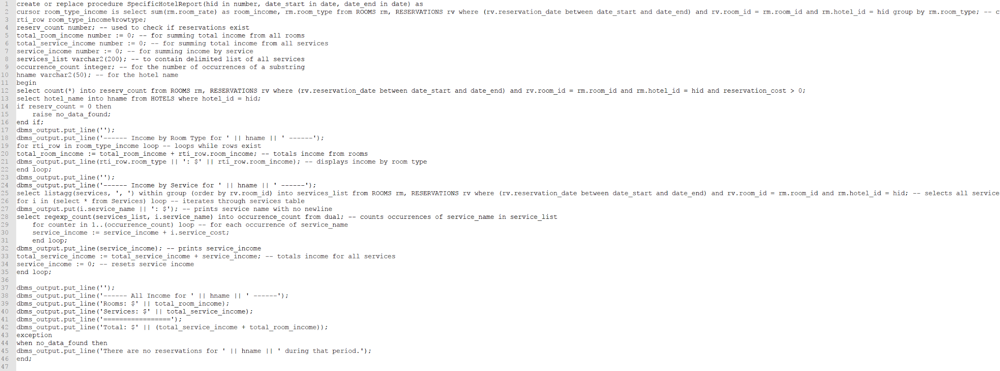 1 create or replace procedure SpecificHotelReport(hid in number, date_start in date, date_end in date) as
2 cursor room_type_income is select sum(rm.room_rate) as room_income, rm.room_type from ROOMS rm, RESERVATIONS rv where (rv.reservation_date between date_start and date_end) and rv.room_id = rm.room_id and rm.hotel_id = hid group by rm.room_type; -- c
3 rti_row room_type_income%rowtype;
4 reserv_count number; -- used to check if reservations exist
5 total_room_income number := 0; -- for summing total income from all rooms
6 total_service_income number := 0; -- for summing total income from all services
7 service_income number := 0; -- for summing income by service
8 services_list varchar2(200); -- to contain delimited list of all services
9 occurrence_count integer; -- for the number of occurrences of a substring
10 hname varchar2(50); -- for the hotel name
11 begin
12 select count(*) into reserv_count from ROOMS rm, RESERVATIONS rv where (rv.reservation_date between date_start and date_end) and rv.room_id = rm.room_id and rm.hotel_id = hid and reservation_cost > 0;
13 select hotel_name into hname from HOTELS where hotel_id = hid;
14 if reserv_count = 0 then
15     raise no_data_found;
16 end if;
17 dbms_output.put_line('');
18 dbms_output.put_line('------ Income by Room Type for ' || hname || ' ------');
19 for rti_row in room_type_income loop -- loops while rows exist
20 total_room_income := total_room_income + rti_row.room_income; -- totals income from rooms
21 dbms_output.put_line(rti_row.room_type || ': $' || rti_row.room_income); -- displays income by room type
22 end loop;
23 dbms_output.put_line('');
24 dbms_output.put_line('------ Income by Service for ' || hname || ' ------');
25 select listagg(services, ', ') within group (order by rv.room_id) into services_list from ROOMS rm, RESERVATIONS rv where (rv.reservation_date between date_start and date_end) and rv.room_id = rm.room_id and rm.hotel_id = hid; -- selects all service
26 for i in (select * from Services) loop -- iterates through services table
27 dbms_output.put(i.service_name || ': $'); -- prints service name with no newline
28 select regexp_count(services_list, i.service_name) into occurrence_count from dual; -- counts occurrences of service_name in service_list
29     for counter in 1..(occurrence_count) loop -- for each occurrence of service_name
30     service_income := service_income + i.service_cost;
31     end loop;
32 dbms_output.put_line(service_income); -- prints service_income
33 total_service_income := total_service_income + service_income; -- totals income for all services
34 service_income := 0; -- resets service income
35 end loop;
36
37 dbms_output.put_line('');
38 dbms_output.put_line('------ All Income for ' || hname || ' ------');
39 dbms_output.put_line('Rooms: $' || total_room_income);
40 dbms_output.put_line('Services: $' || total_service_income);
41 dbms_output.put_line('=================');
42 dbms_output.put_line('Total: $' || (total_service_income + total_room_income));
43 exception
44 when no_data_found then
45 dbms_output.put_line('There are no reservations for ' || hname || ' during that period.');
46 end;
47